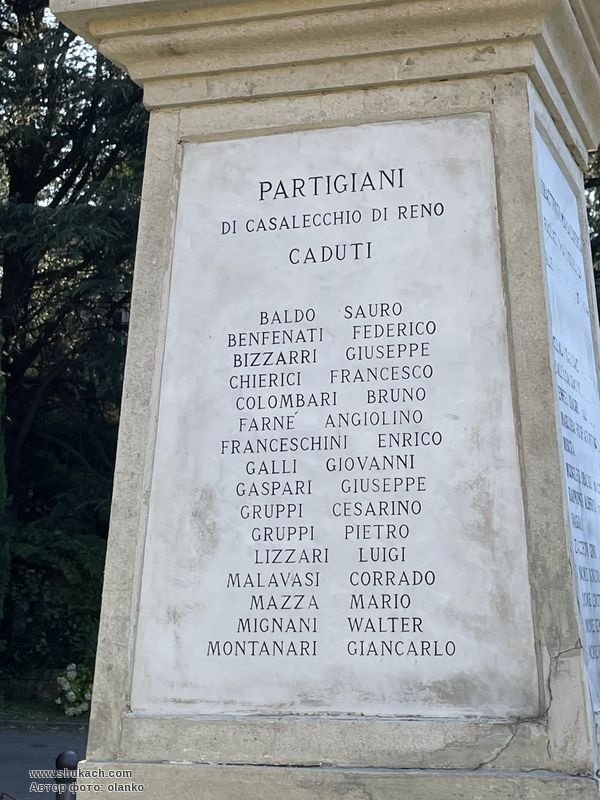 PARTIGIANI
DI CASALECCHIO DI RENO
CADUTI
BALDO SAURO
BENFENATI FEDERICO
BIZZARRI GIUSEPPE
CHIERICI FRANCESCO
COLOMBARI BRUNO
FARNE' ANGIOLINO
FRANCESCHINI ENRICO
GALLI GIOVANNI
GASPARI GIUSEPPE
GRUPPI CESARINO
GRUPPI PIETRO
LIZZARI LUIGI
MALAVASI CORRADO
MAZZA MARIO
MIGNANI WALTER
MONTANARI GIANCARLO
www.shukach.com
Автор фото: olanko